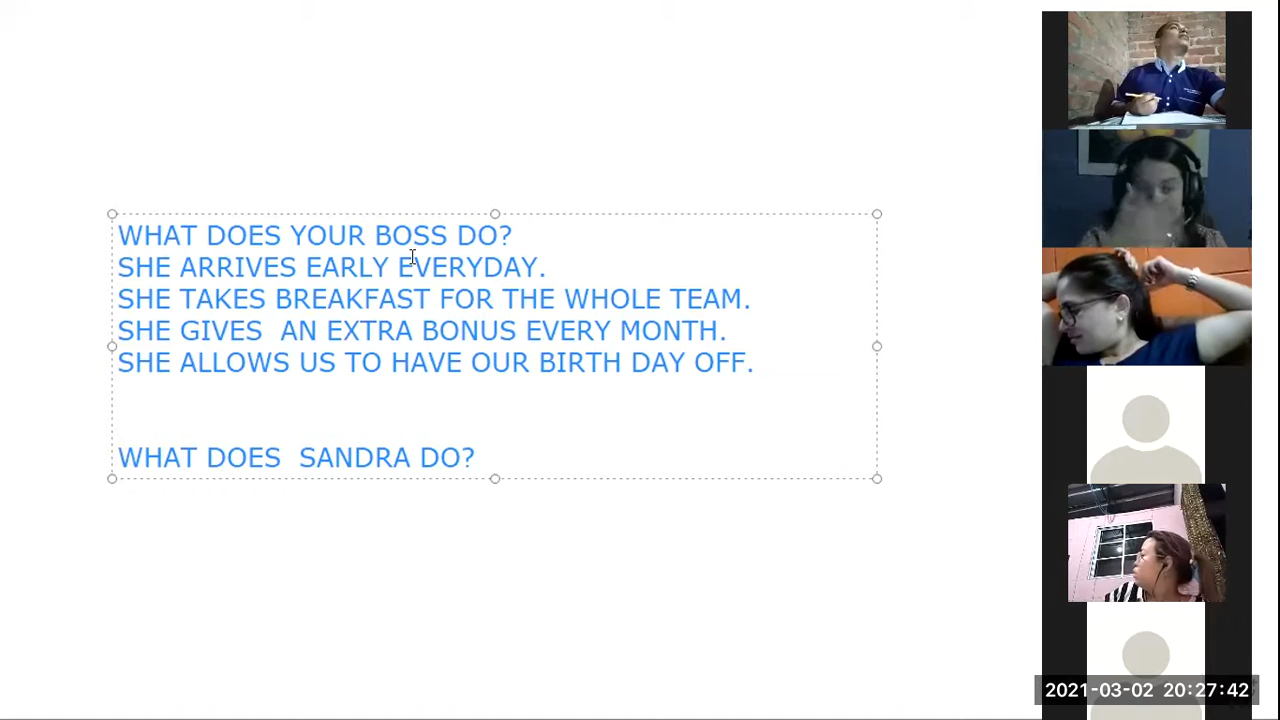 WHAT DOES YOUR BOSS DO?
SHE ARRIVES EARLY EVERYDAY.
SHE TAKES BREAKFAST FOR THE WHOLE TEAM.
SHE GIVES  AN EXTRA BONUS EVERY MONTH.
SHE ALLOWS US TO HAVE OUR BIRTH DAY OFF.
WHAT DOES  SANDRA DO?
2021-03-02 20:27:42